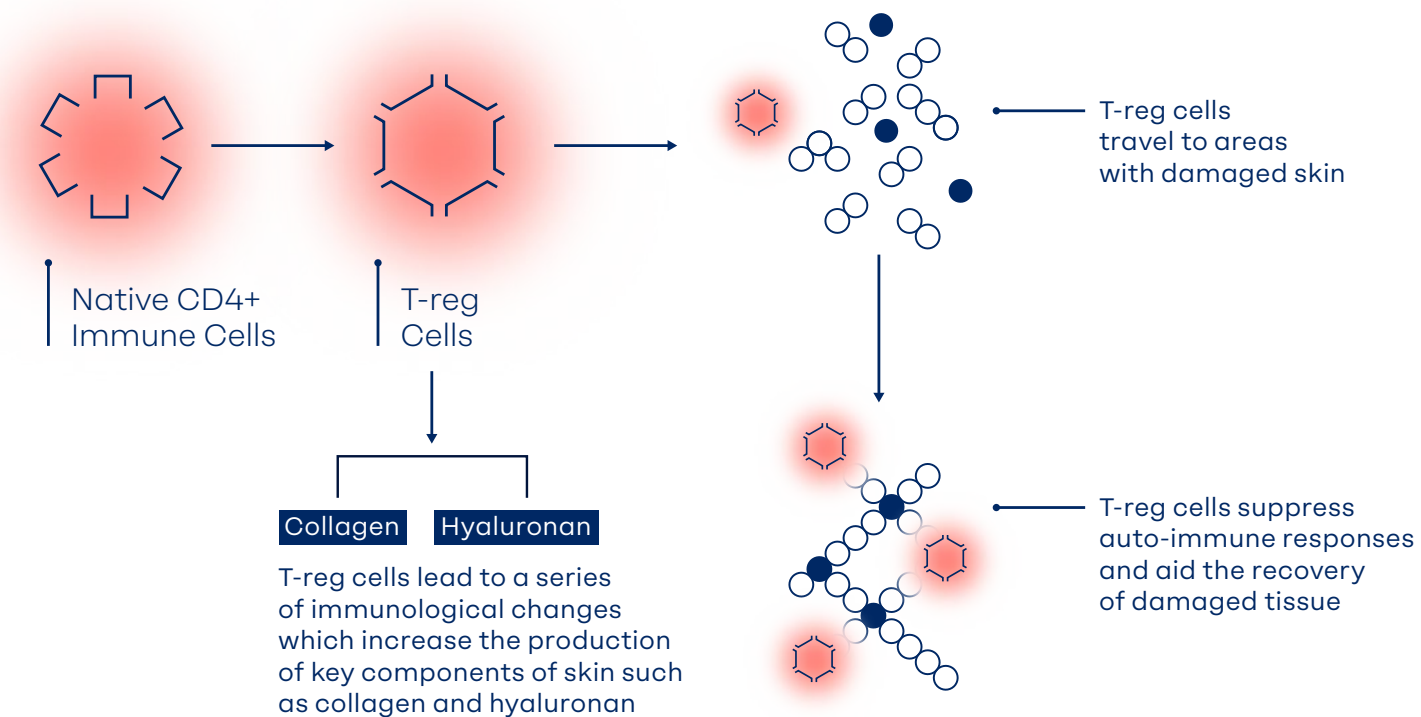 Native CD4+
Immune Cells
T-reg
Cells
T-reg cells
travel to areas
with damaged skin
Collagen
Hyaluronan
T-reg cells lead to a series
of immunological changes
which increase the production
of key components of skin such
as collagen and hyaluronan
T-reg cells suppress
auto-immune responses
and aid the recovery
of damaged tissue